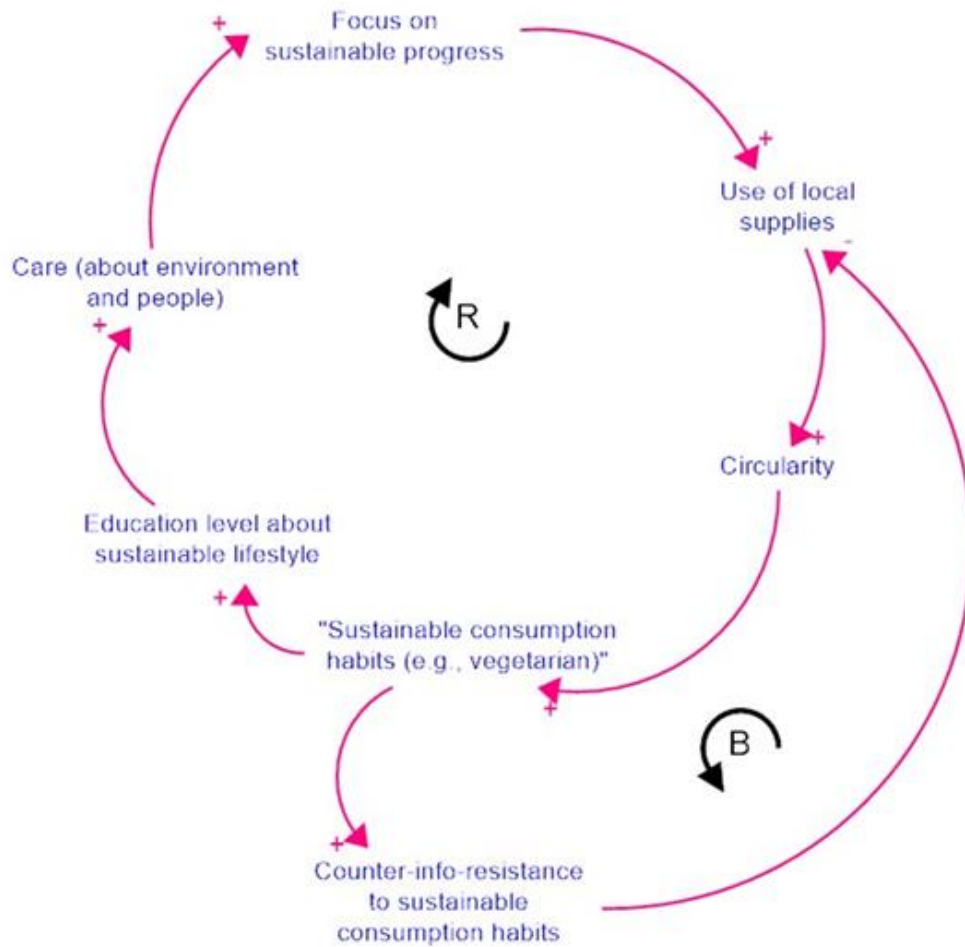 +
Focus on
sustainable progress
+
Use of local
supplies
-
Care (about environment
and people)
+
R
+
Circularity
Education level about
sustainable lifestyle
+
"Sustainable consumption
habits (e.g., vegetarian)"
+
B
+
Counter-info-resistance
to sustainable
consumption habits